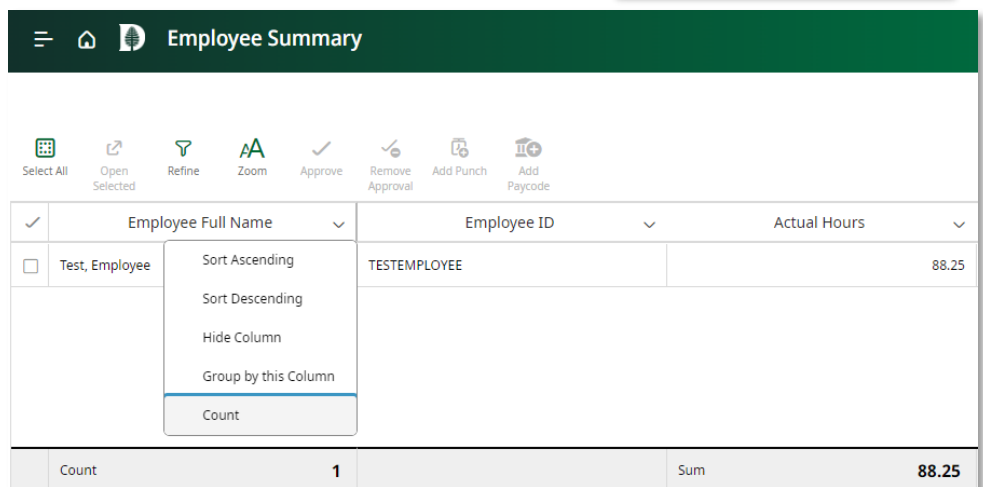 Employee Summary
Select All
Open
Selected
Refine
Zoom
Approve
Remove
Approval
Add Punch
Add
Paycode
Employee Full Name
Employee ID
Actual Hours
Test, Employee
TESTEMPLOYEE
88.25
Sort Ascending
Sort Descending
Hide Column
Group by this Column
Count
Count 1
Sum 88.25